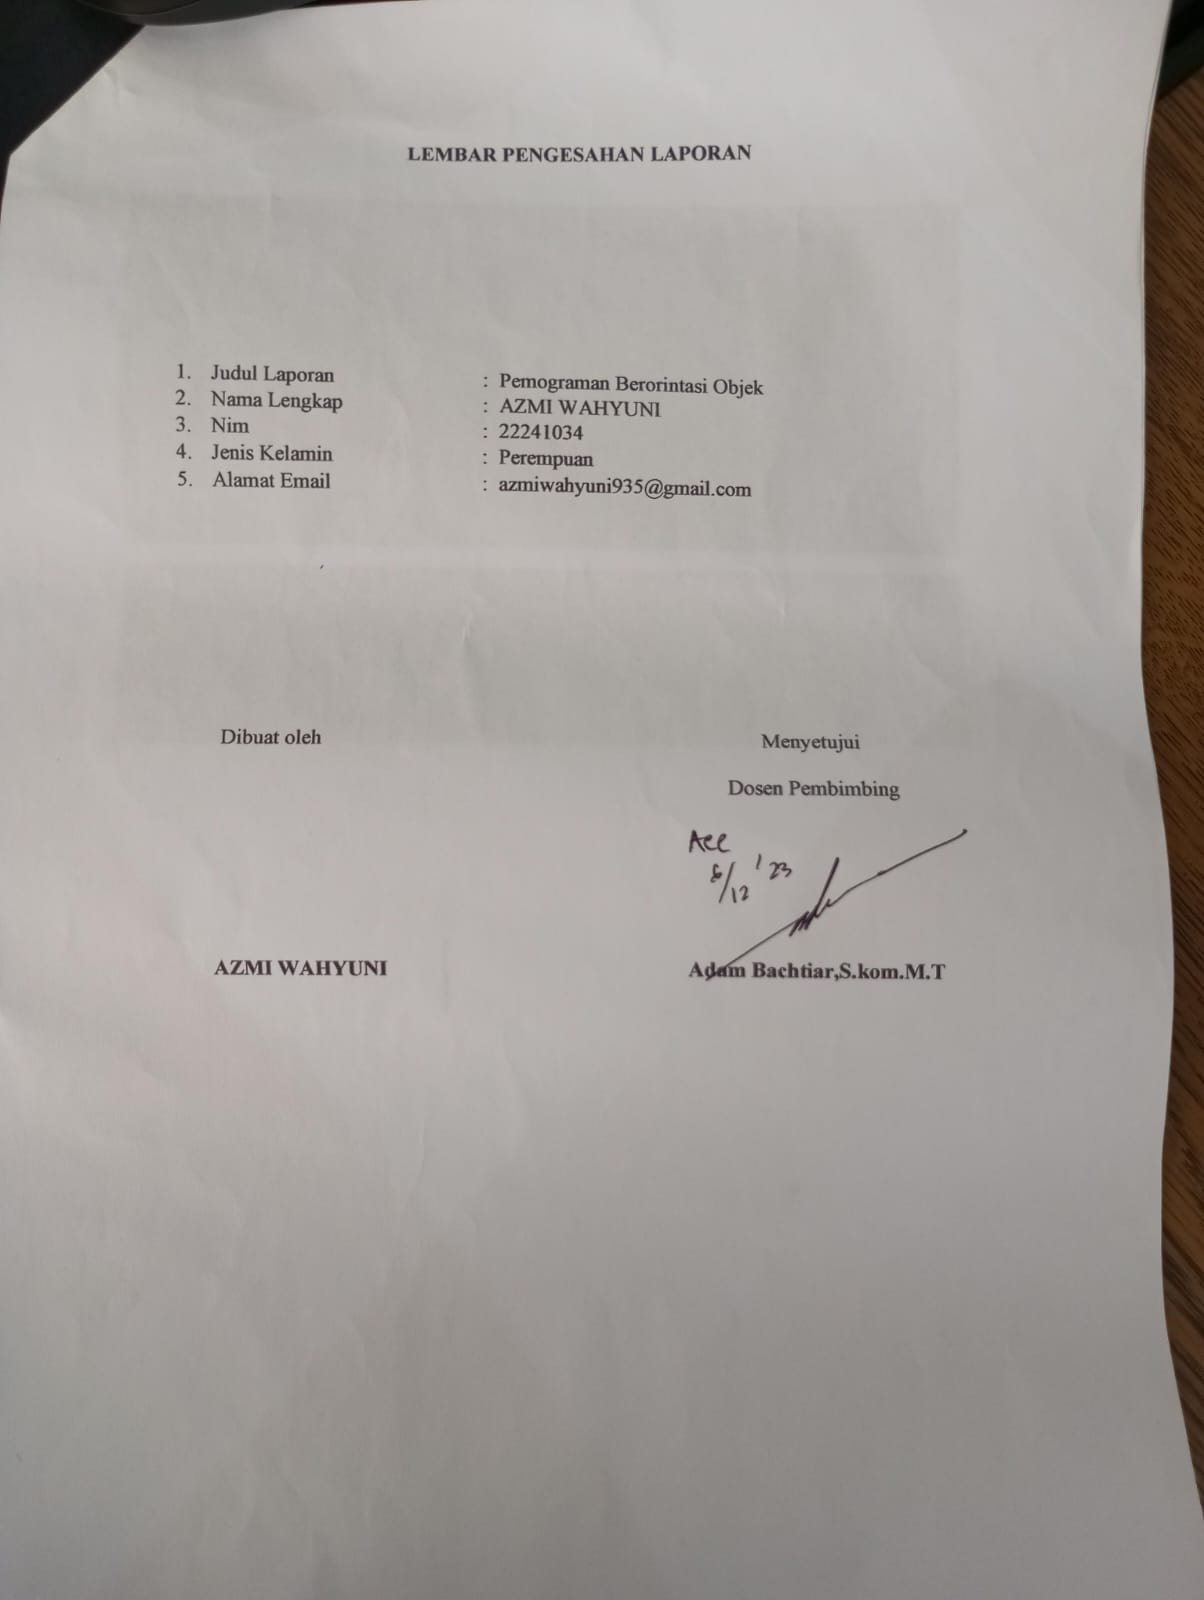 LEMBAR PENGESAHAN LAPORAN
1. Judul Laporan : Pemograman Berorintasi Objek
2. Nama Lengkap : AZMI WAHYUNI
3. Nim : 22241034
4. Jenis Kelamin : Perempuan
5. Alamat Email : azmiwahyuni935@gmail.com
Dibuat oleh
Menyetujui
Dosen Pembimbing
Acc
6/12 '23
AZMI WAHYUNI
Adam Bachtiar,S.kom.M.T